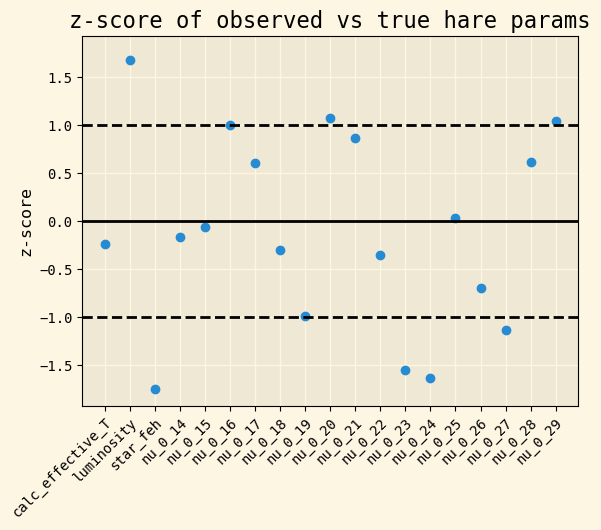 z-score of observed vs true hare params
z-score
1.5
1.0
0.5
0.0
−0.5
−1.0
−1.5
calc_effective_T
luminosity
star_feh
nu_0_14
nu_0_15
nu_0_16
nu_0_17
nu_0_18
nu_0_19
nu_0_20
nu_0_21
nu_0_22
nu_0_23
nu_0_24
nu_0_25
nu_0_26
nu_0_27
nu_0_28
nu_0_29